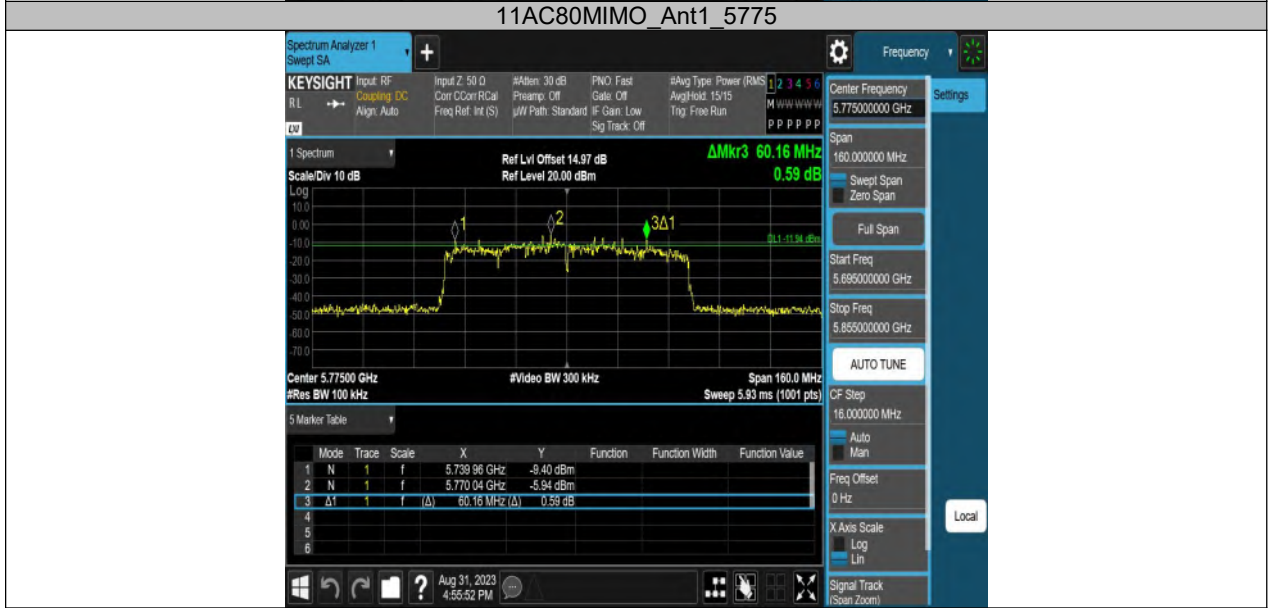 11AC80MIMO_Ant1_5775
Spectrum Analyzer 1
Swept SA
Frequency
Settings
KEYSIGHT Input: RF Input Z: 50 Ω #Atten: 30 dB PNO: Fast #Avg Type: Power (RMS 1 2 3 4 5 6
RL Coupling: DC Corr CCorr RCal Preamp: Off Gate: Off Avg|Hold: 15/15 M W W W W W
Align: Auto Freq Ref: Int (S) µW Path: Standard IF Gain: Low Trig: Free Run
Sig Track: Off P P P P P P
Center Frequency
5.775000000 GHz
Span
160.000000 MHz
Swept Span
Zero Span
Full Span
Start Freq
5.695000000 GHz
Stop Freq
5.855000000 GHz
AUTO TUNE
CF Step
16.000000 MHz
Auto
Man
Freq Offset
0 Hz
X Axis Scale
Log
Lin
Signal Track
(Span Zoom)
Local
1 Spectrum
Ref Lvl Offset 14.97 dB
ΔMkr3 60.16 MHz
Scale/Div 10 dB
Ref Level 20.00 dBm
0.59 dB
Log
10.0
0.00
-10.0
-20.0
-30.0
-40.0
-50.0
-60.0
-70.0
1
2
3Δ1
DL1 -11.94 dBm
Center 5.77500 GHz #Video BW 300 kHz Span 160.0 MHz
#Res BW 100 kHz Sweep 5.93 ms (1001 pts)
5 Marker Table
Mode Trace Scale X Y Function Function Width Function Value
1 N 1 f 5.739 96 GHz -9.40 dBm
2 N 1 f 5.770 04 GHz -5.94 dBm
3 Δ1 1 f (Δ) 60.16 MHz (Δ) 0.59 dB
4
5
6
? Aug 31, 2023
4:55:52 PM